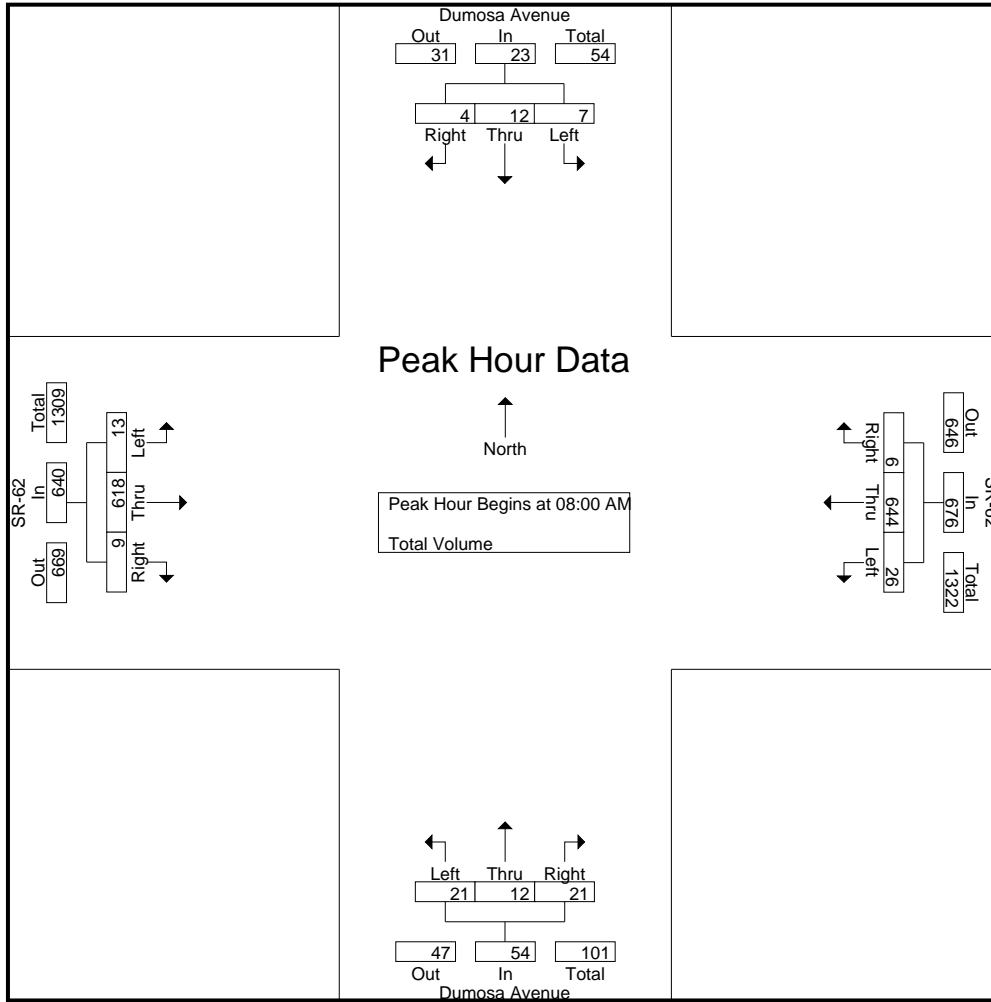 Dumosa Avenue
Out In Total
31 23 54
4 12 7
Right Thru Left
Peak Hour Data
North
Peak Hour Begins at 08:00 AM
Total Volume
SR-62
Total In Out
1309 640 669
13 618 9
Left Thru Right
Right Thru Left
6 644 26
Out In Total
646 676 1322
SR-62
Left Thru Right
21 12 21
47 54 101
Out In Total
Dumosa Avenue